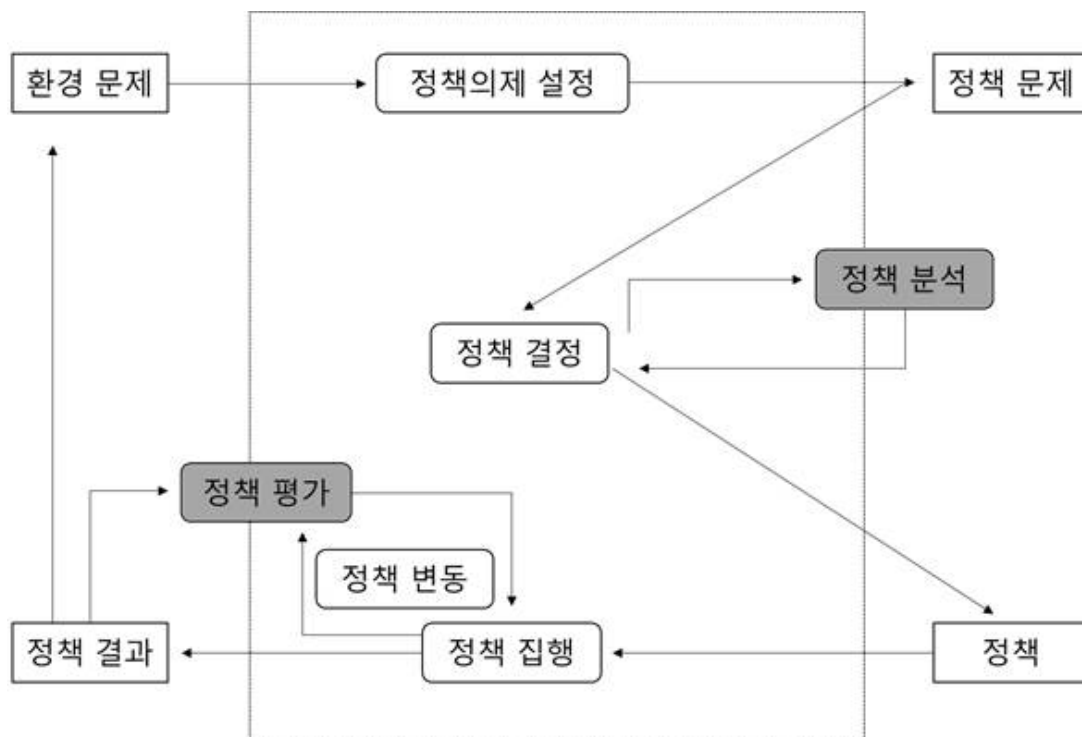 환경 문제
정책의제 설정
정책 문제
정책 분석
정책 결정
정책 평가
정책 변동
정책 결과
정책 집행
정책